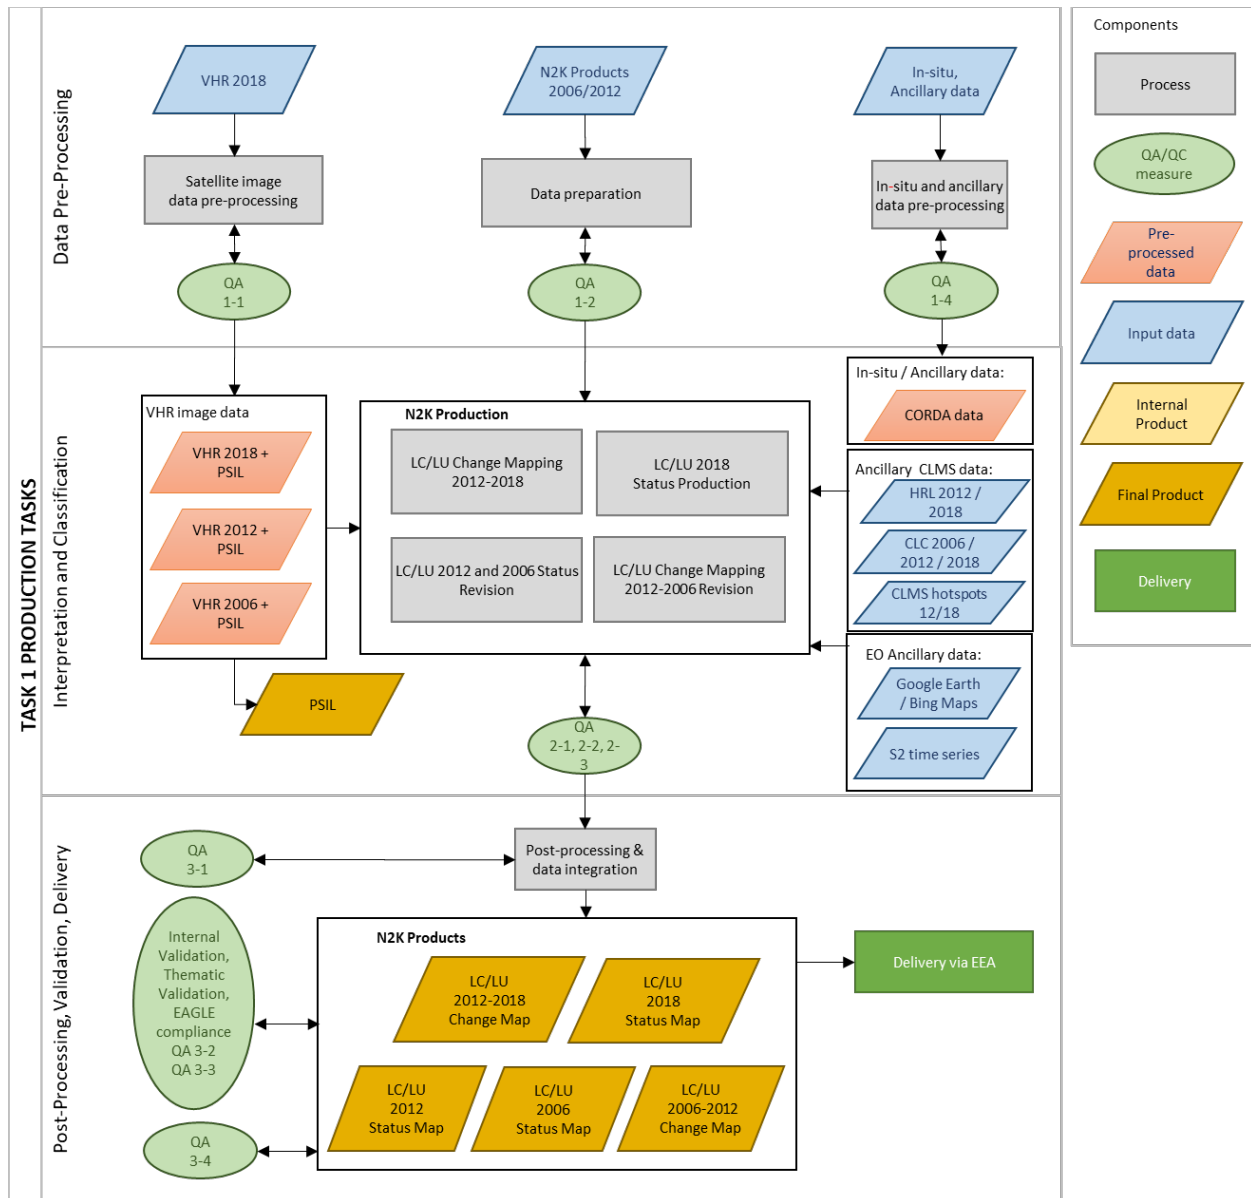 TASK 1 PRODUCTION TASKS
Data Pre-Processing
VHR 2018
N2K Products
2006/2012
In-situ,
Ancillary data
Satellite image
data pre-processing
Data preparation
In-situ and ancillary
data pre-processing
QA
1-1
QA
1-2
QA
1-4
Interpretation and Classification
VHR image data
VHR 2018 +
PSIL
VHR 2012 +
PSIL
VHR 2006 +
PSIL
PSIL
N2K Production
LC/LU Change Mapping
2012-2018
LC/LU 2018
Status Production
LC/LU 2012 and 2006 Status
Revision
LC/LU Change Mapping
2012-2006 Revision
In-situ / Ancillary data:
CORDA data
Ancillary CLMS data:
HRL 2012 /
2018
CLC 2006 /
2012 / 2018
CLMS hotspots
12/18
EO Ancillary data:
Google Earth
/ Bing Maps
S2 time series
QA
2-1, 2-2, 2-
3
Post-Processing, Validation, Delivery
Post-processing &
data integration
QA
3-1
Internal
Validation,
Thematic
Validation,
EAGLE
compliance
QA 3-2
QA 3-3
QA
3-4
N2K Products
LC/LU
2012-2018
Change Map
LC/LU
2018
Status Map
LC/LU
2012
Status Map
LC/LU
2006
Status Map
LC/LU
2006-2012
Change Map
Delivery via EEA
Components
Process
QA/QC
measure
Pre-
processed
data
Input data
Internal
Product
Final Product
Delivery